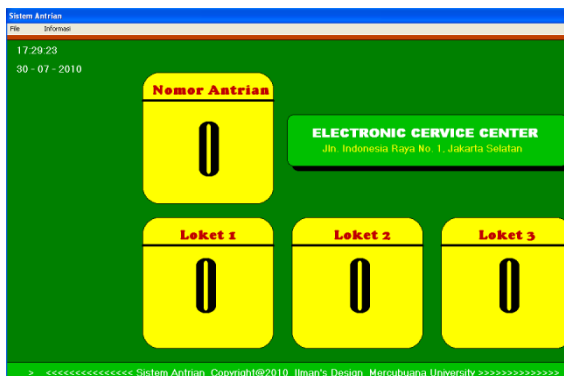 Sistem Antrian
File Informasi
17:29:23
30 - 07 - 2010
Nomor Antrian
0
ELECTRONIC CERVICE CENTER
Jln. Indonesia Raya No. 1, Jakarta Selatan
Loket 1 Loket 2 Loket 3
0 0 0
> <<<<<<<<<<<<<<< Sistem Antrian Copyright@2010 Ilman's Design Mercubuana University >>>>>>>>>>>>>>